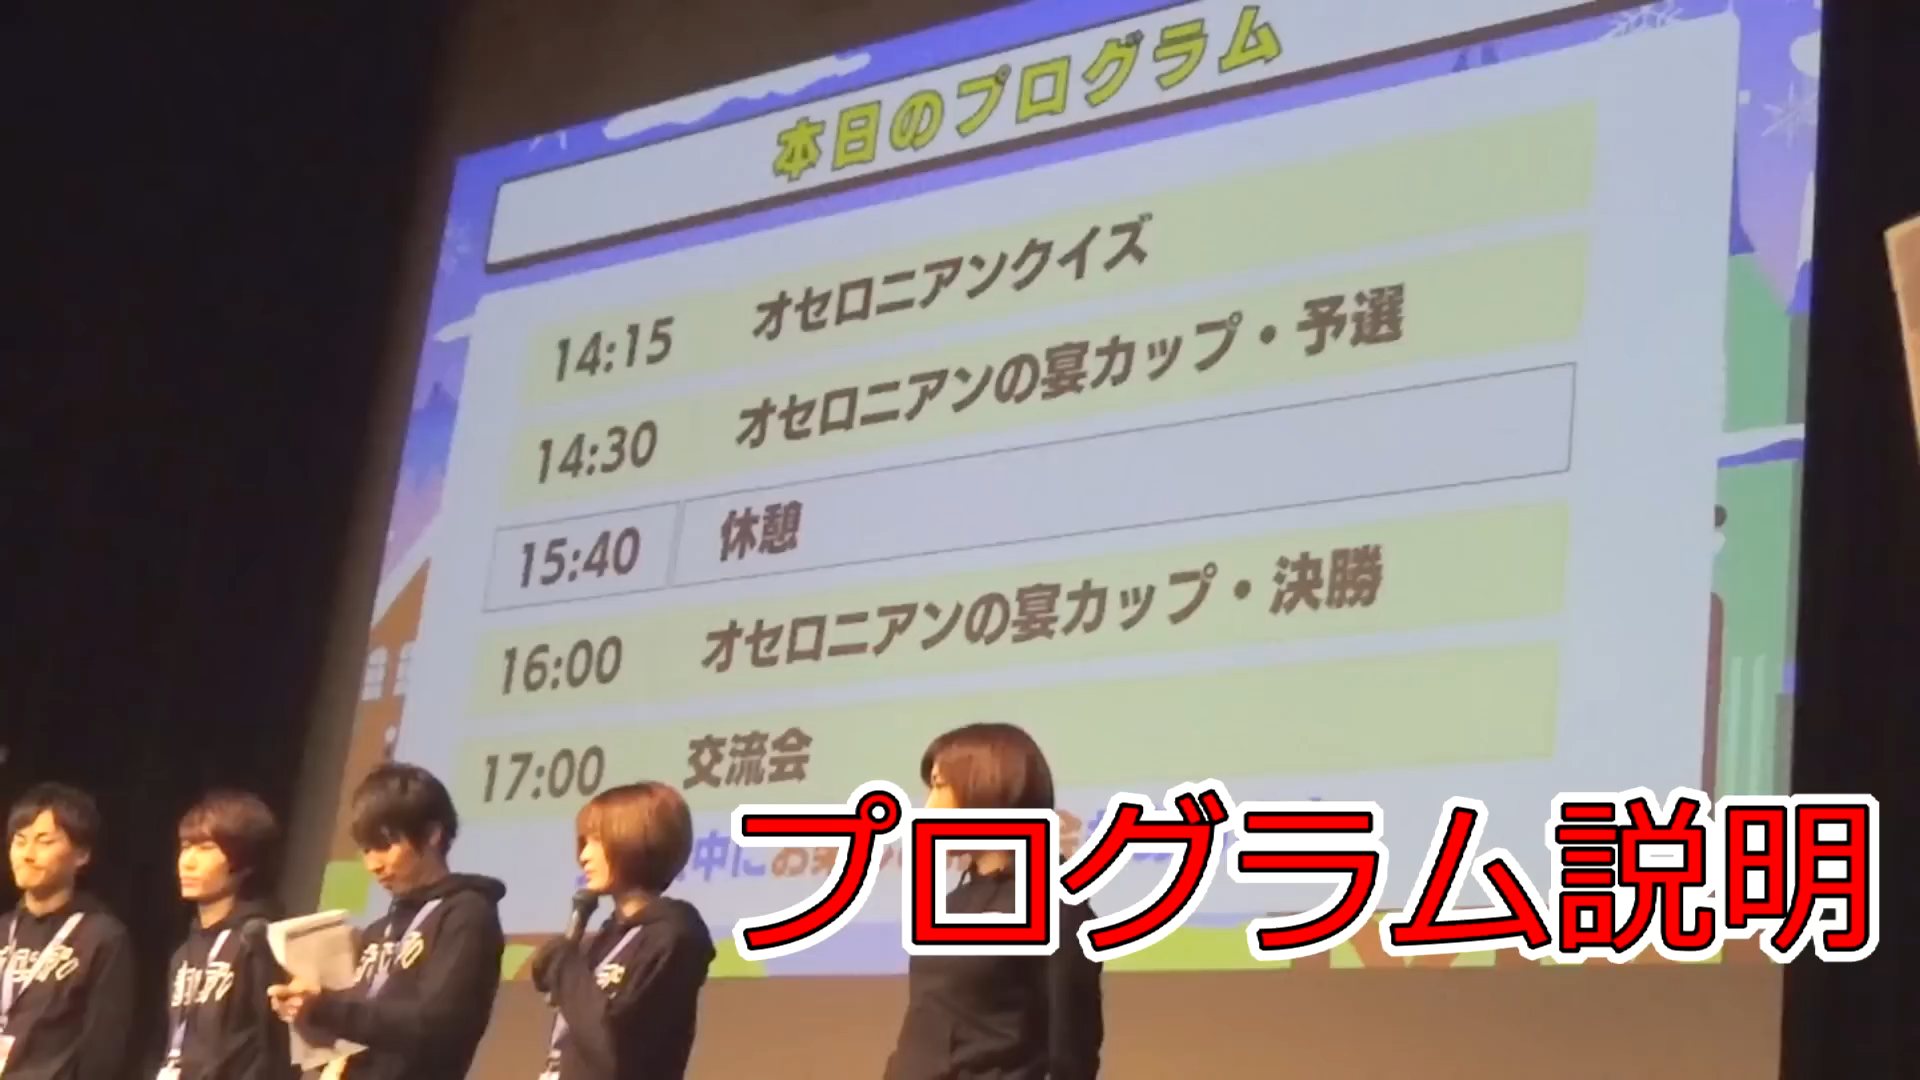 本日のプログラム
14:15 オセロニアンクイズ
14:30 オセロニアンの宴カップ・予選
15:40 休憩
16:00 オセロニアンの宴カップ・決勝
17:00 交流会
中にお
プログラム説明